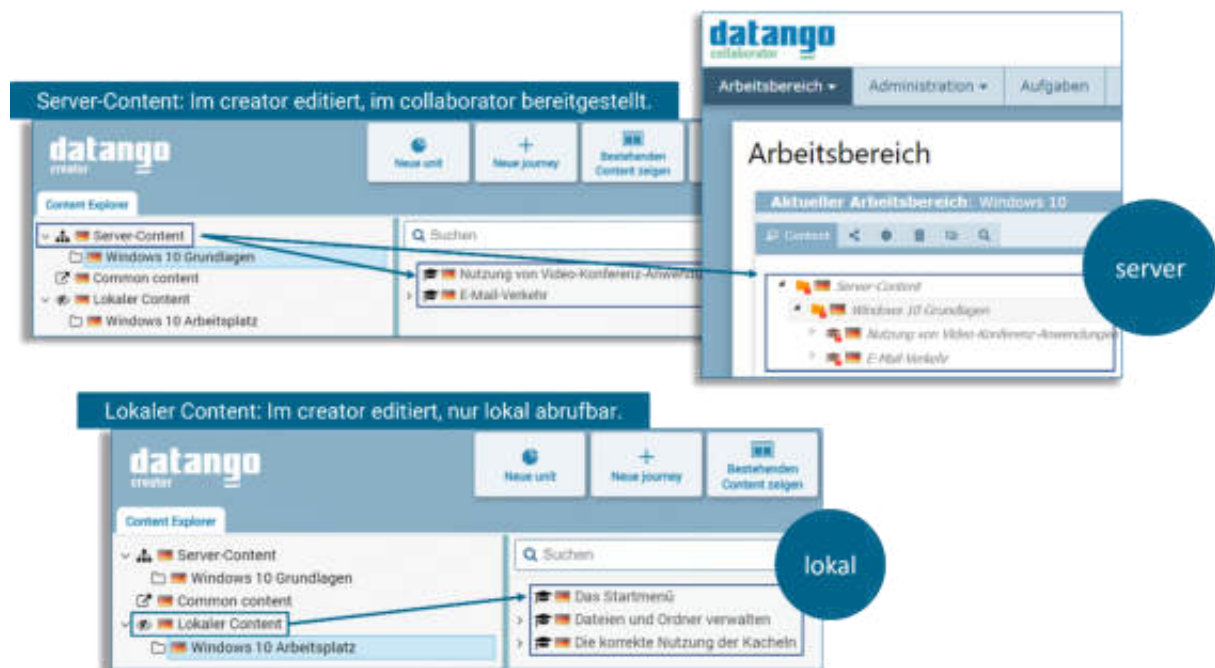 datango
collaborator
Arbeitsbereich
Administration
Aufgaben
Arbeitsbereich
Aktueller Arbeitsbereich: Windows 10
Content
Server-Content
Windows 10 Grundlagen
Nutzung von Video-Konferenz-Anwendungen
E-Mail-Verkehr
server
Server-Content: Im creator editiert, im collaborator bereitgestellt.
datango
creator
Neue unit
Neue journey
Bestehenden
Content zeigen
Content Explorer
Server-Content
Windows 10 Grundlagen
Common content
Lokaler Content
Windows 10 Arbeitsplatz
Suchen
Nutzung von Video-Konferenz-Anwendu
E-Mail-Verkehr
Lokaler Content: Im creator editiert, nur lokal abrufbar.
datango
creator
Neue unit
Neue journey
Bestehenden
Content zeigen
Content Explorer
Server-Content
Windows 10 Grundlagen
Common content
Lokaler Content
Windows 10 Arbeitsplatz
Suchen
Das Startmenü
Dateien und Ordner verwalten
Die korrekte Nutzung der Kacheln
lokal